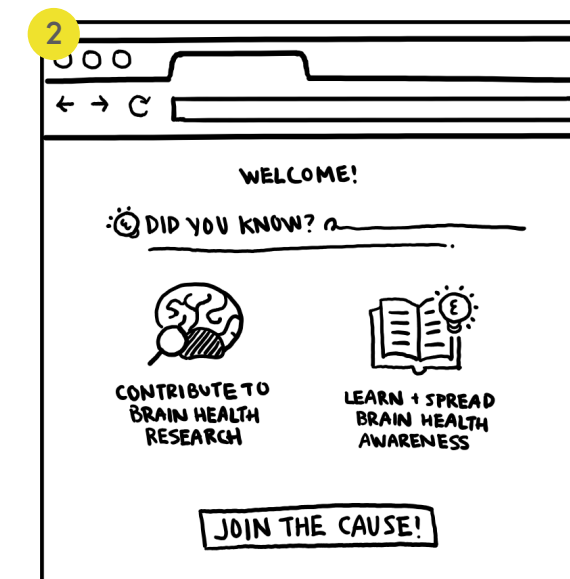 2
WELCOME!
DID YOU KNOW?
CONTRIBUTE TO
BRAIN HEALTH
RESEARCH
LEARN + SPREAD
BRAIN HEALTH
AWARENESS
JOIN THE CAUSE!